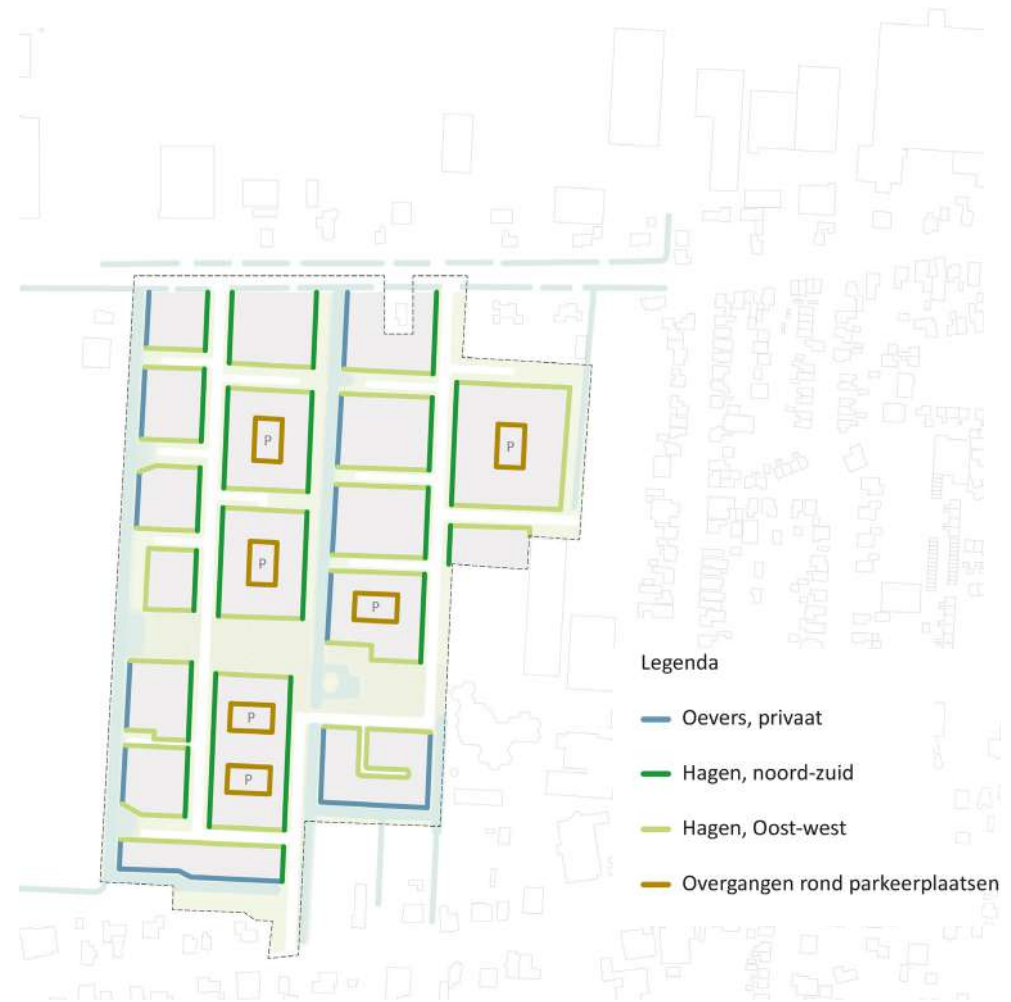 P
P
P
P
P
P
Legenda
Oevers, privaat
Hagen, noord-zuid
Hagen, Oost-west
Overgangen rond parkeerplaatsen